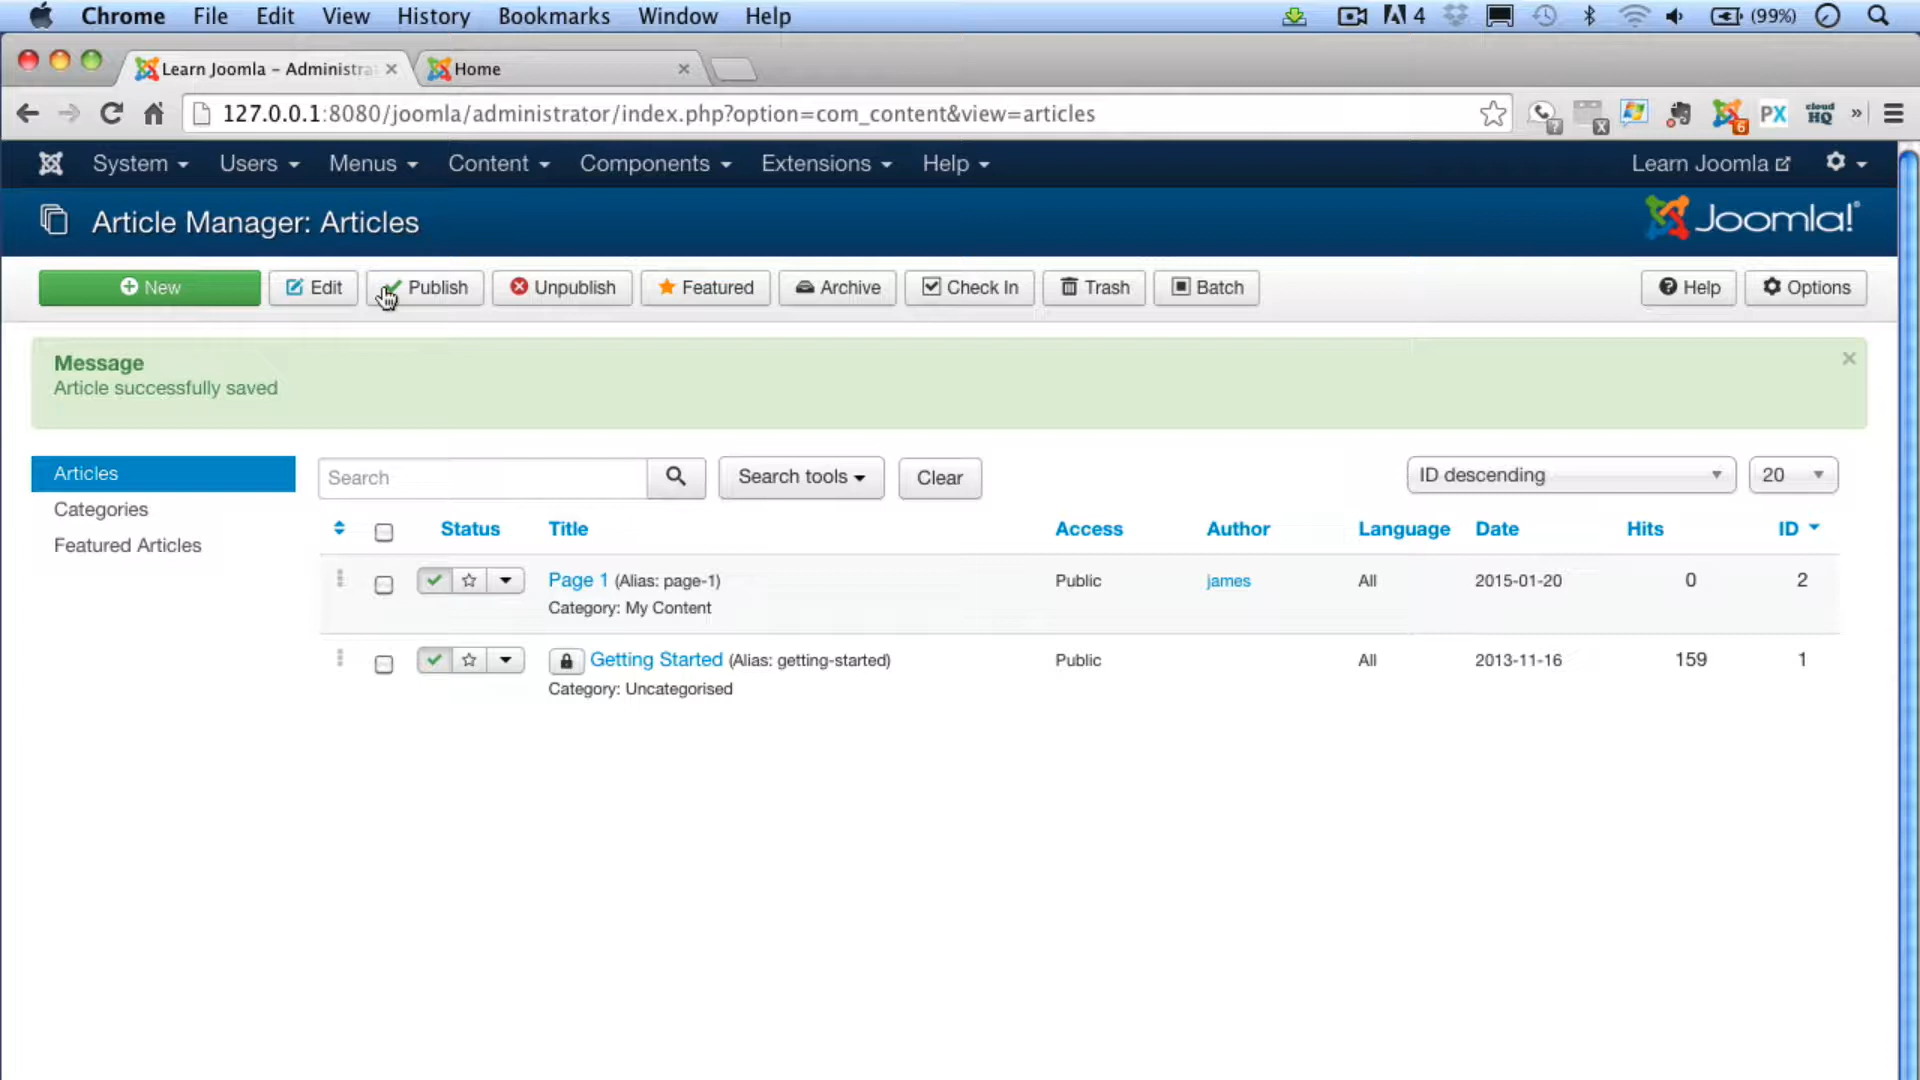 Chrome File Edit View History Bookmarks Window Help 4 (99%)
Learn Joomla – Administra Home
127.0.0.1:8080/joomla/administrator/index.php?option=com_content&view=articles PX cloud HQ »
System Users Menus Content Components Extensions Help Learn Joomla
Article Manager: Articles Joomla!®
New Edit Publish Unpublish Featured Archive Check In Trash Batch Help Options
Message
Article successfully saved
Articles
Categories
Featured Articles
Search Search tools Clear ID descending 20
Status Title Access Author Language Date Hits ID
Page 1 (Alias: page-1) Public james All 2015-01-20 0 2
Category: My Content
Getting Started (Alias: getting-started) Public All 2013-11-16 159 1
Category: Uncategorised